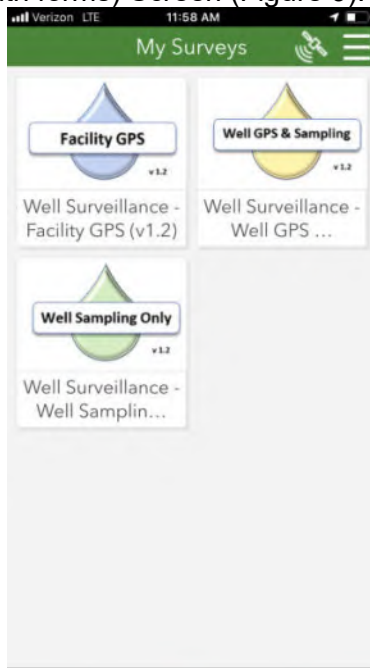 Verizon LTE 11:58 AM
My Surveys
Facility GPS
v1.2
Well Surveillance -
Facility GPS (v1.2)
Well GPS & Sampling
v1.2
Well Surveillance -
Well GPS ...
Well Sampling Only
v1.2
Well Surveillance -
Well Samplin...